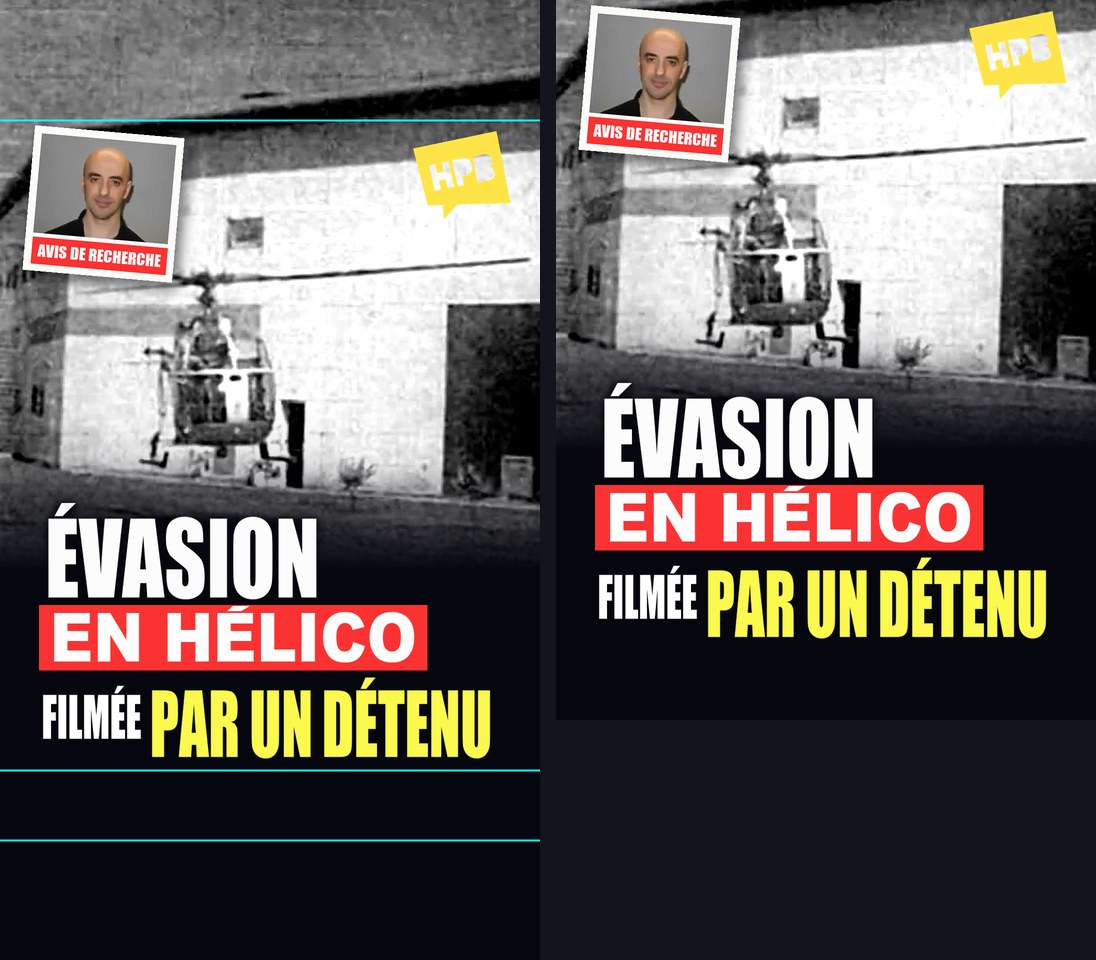 AVIS DE RECHERCHE
HPB
ÉVASION
EN HÉLICO
FILMÉE PAR UN DÉTENU
AVIS DE RECHERCHE
HPB
ÉVASION
EN HÉLICO
FILMÉE PAR UN DÉTENU